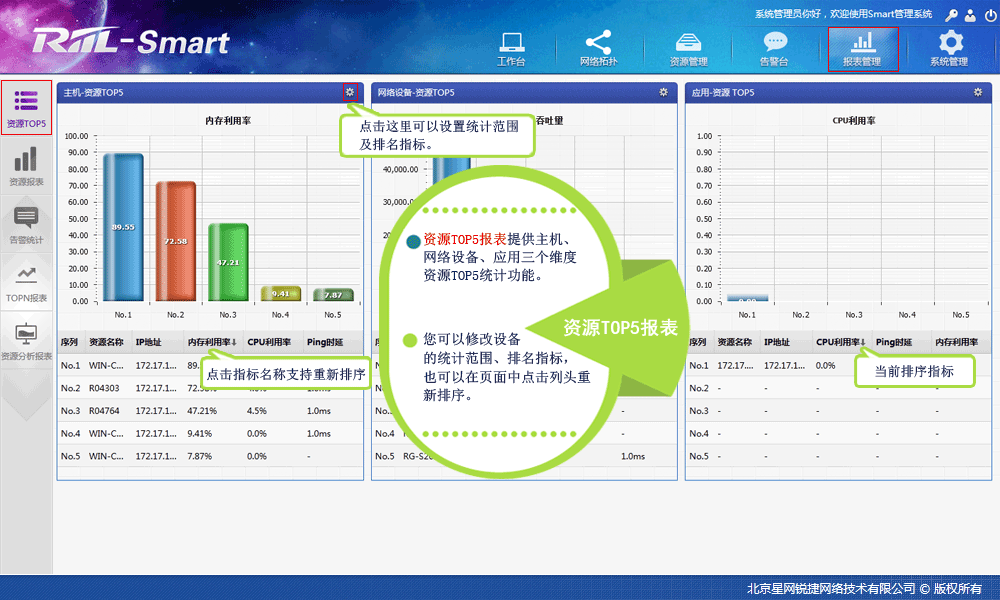 系统管理员你好，欢迎使用Smart管理系统
RIIL-Smart
工作台
网络拓扑
资源管理
告警台
报表管理
系统管理
资源TOP5
资源报表
告警统计
TOPN报表
资源分析报表
主机-资源TOP5
内存利用率
100.00
90.00
80.00
70.00
60.00
50.00
40.00
30.00
20.00
10.00
0.00
89.55
72.58
47.21
9.41
7.87
No.1 No.2 No.3 No.4 No.5
序列 资源名称 IP地址 内存利用率↓ CPU利用率 Ping时延
No.1 WIN-C... 172.17.1... 89.
No.2 R04303 172.17.1...
No.3 R04764 172.17.1... 47.21% 4.5% 1.0ms
No.4 WIN-C... 172.17.1... 9.41% 0.0% 1.0ms
No.5 WIN-C... 172.17.1... 7.87% 0.0% -
点击这里可以设置统计范围
及排名指标。
点击指标名称支持重新排序
网络设备-资源TOP5
吞吐量
40,000.00
30,000.0
20
No.4
No.5 RG-S20
-
-
1.0ms
资源TOP5报表提供主机、
网络设备、应用三个维度
资源TOP5统计功能。
您可以修改设备
的统计范围、排名指标，
也可以在页面中点击列头重
新排序。
资源TOP5报表
应用-资源 TOP5
CPU利用率
1.00
0.90
0.80
0.70
0.60
0.50
0.40
0.30
0.20
0.10
0.00
0.00
No.1 No.2 No.3 No.4 No.5
序列 资源名称 IP地址 CPU利用率↓ Ping时延 内存利用率
No.1 172.17.... 172.17.1... 0.0%
No.2 - - - - -
No.3 - - - - -
No.4 - - - - -
No.5 - - - - -
当前排序指标
北京星网锐捷网络技术有限公司 © 版权所有